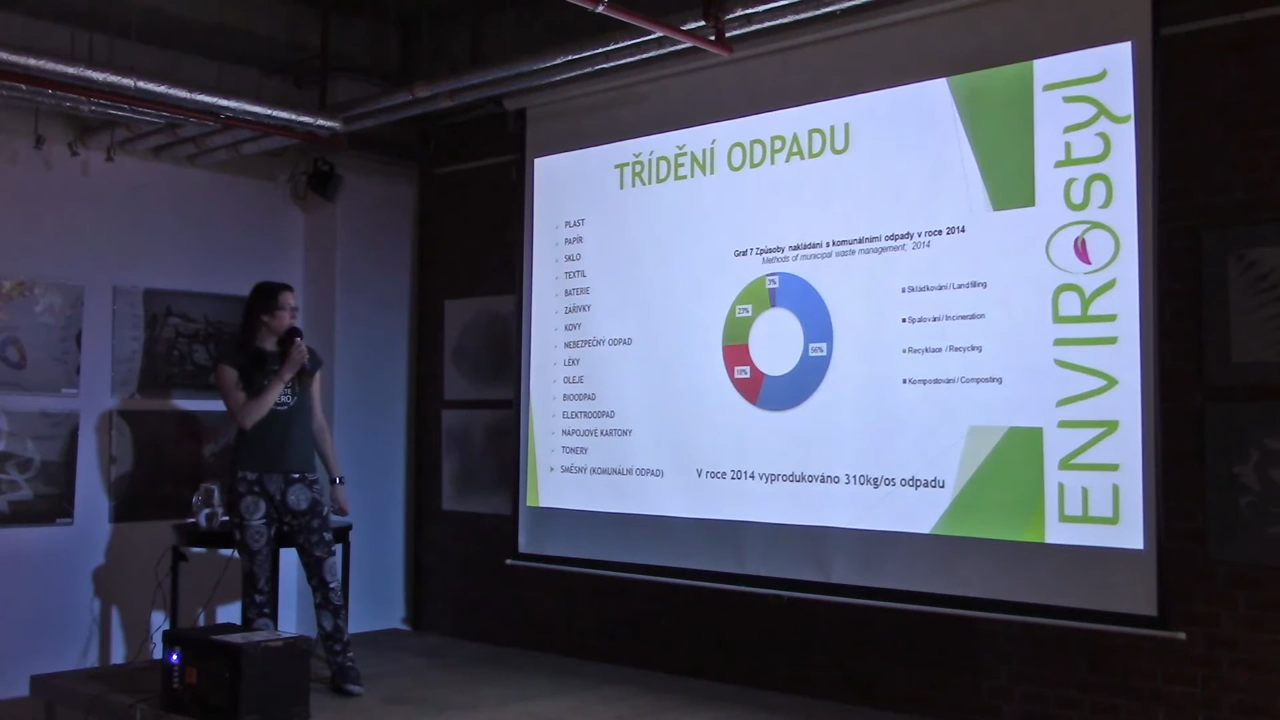 TŘÍDĚNÍ ODPADU
PLAST
PAPÍR
SKLO
TEXTIL
BATERIE
ZÁŘIVKY
KOVY
NEBEZPEČNÝ ODPAD
LÉKY
OLEJE
BIOODPAD
ELEKTROODPAD
NÁPOJOVÉ KARTONY
TONERY
SMĚSNÝ (KOMUNÁLNÍ ODPAD)
Graf 7 Způsoby nakládání s komunálními odpady v roce 2014
Methods of municipal waste management; 2014
3%
23%
56%
18%
Skládkování / Landfilling
Spalování / Incineration
Recyklace / Recycling
Kompostování / Composting
V roce 2014 vyprodukováno 310kg/os odpadu
ENVIROstyl